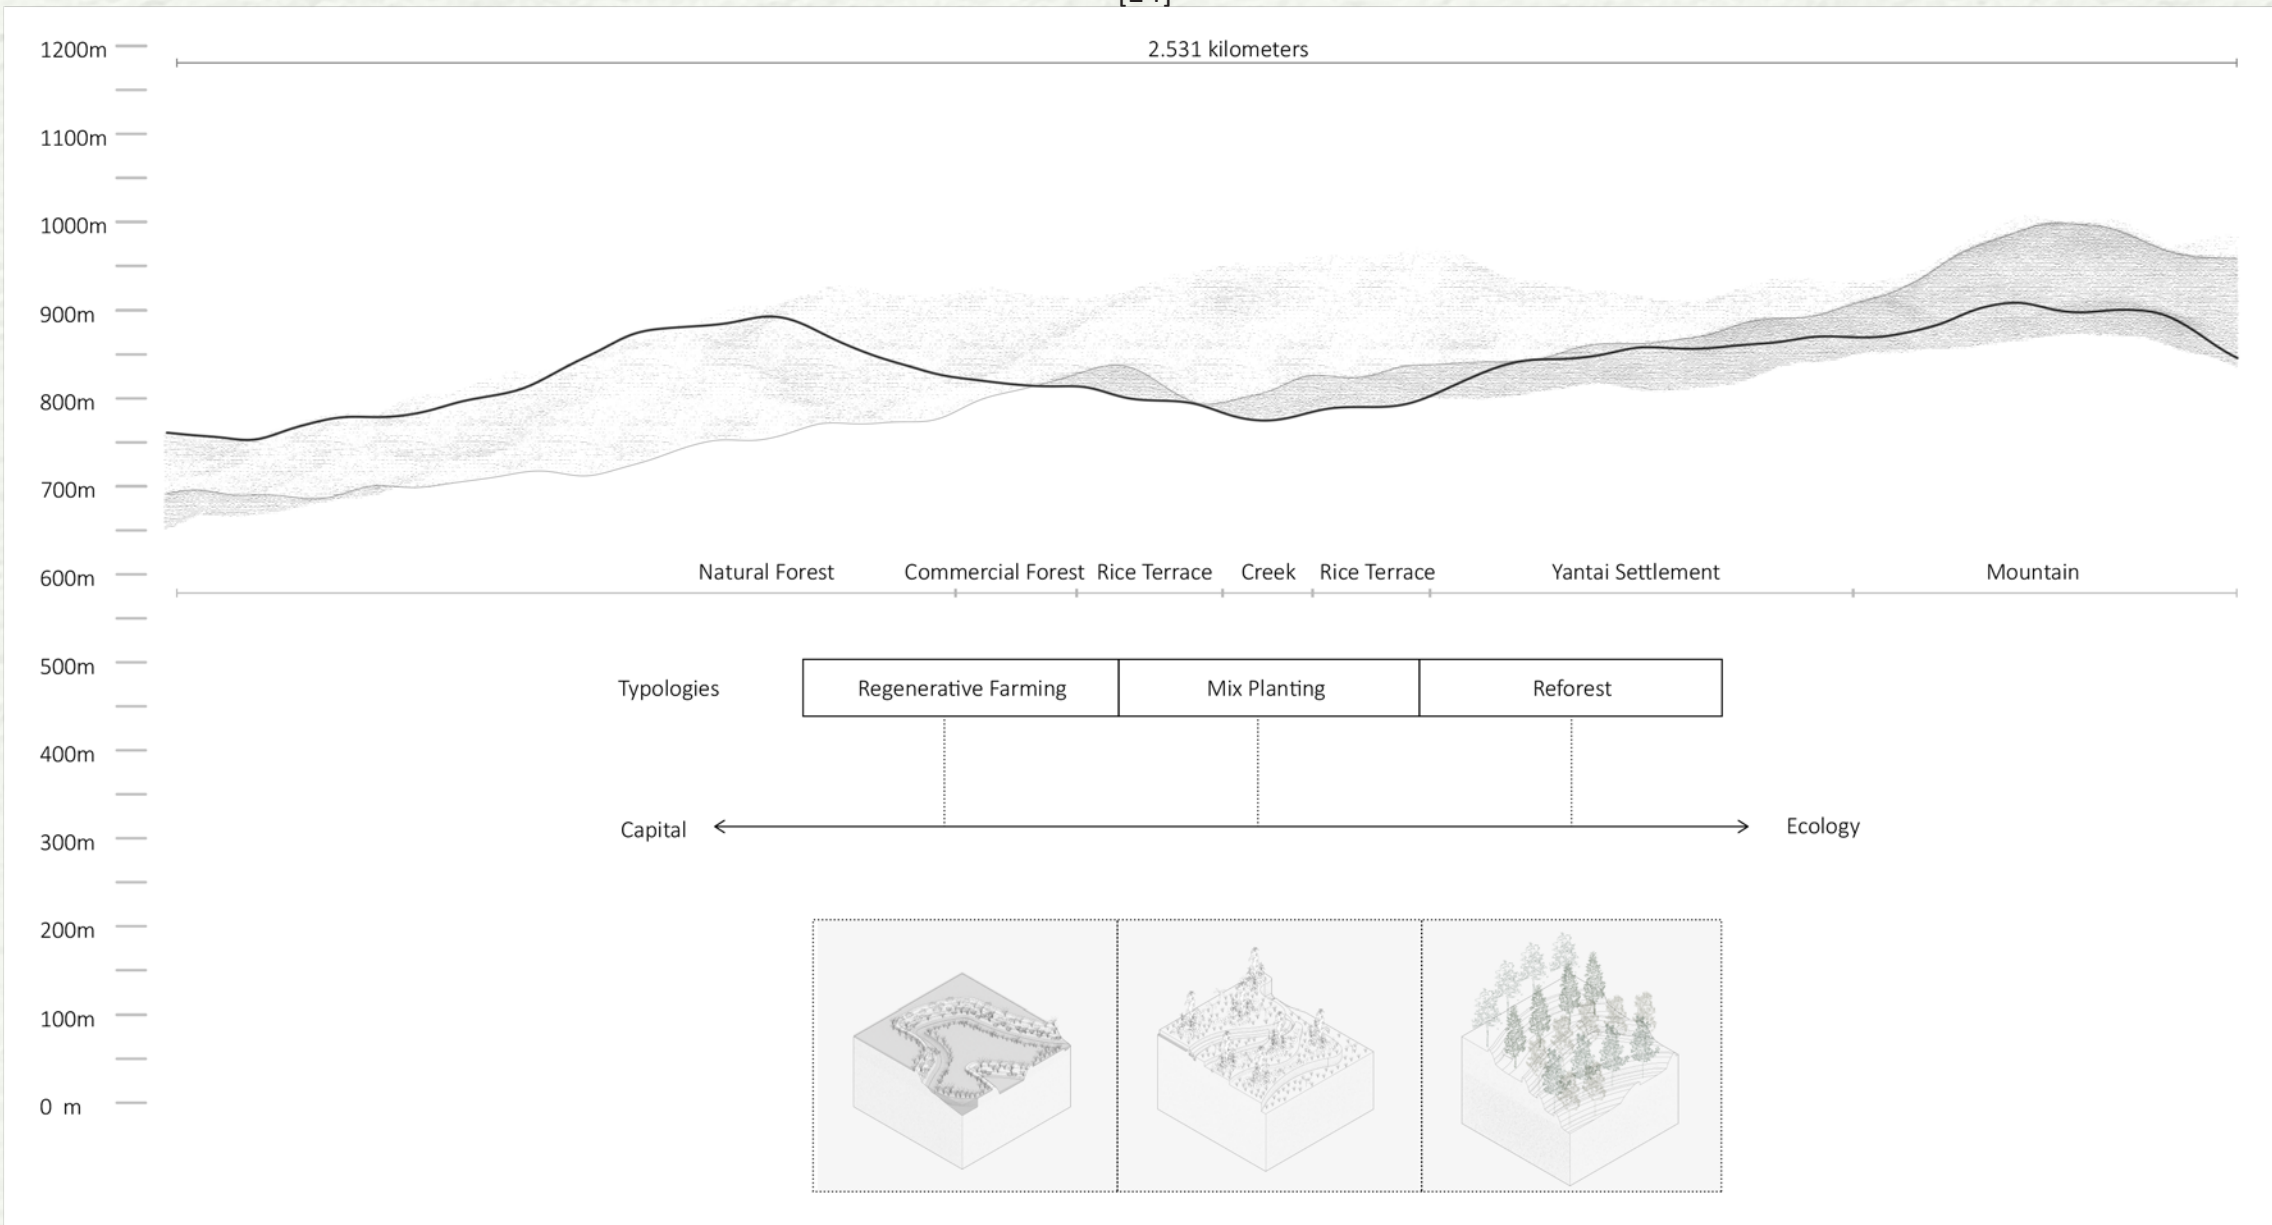 1200m
2.531 kilometers
1100m
1000m
900m
800m
700m
600m
Natural Forest Commercial Forest Rice Terrace Creek Rice Terrace Yantai Settlement Mountain
500m
Typologies Regenerative Farming Mix Planting Reforest
400m
300m
Capital Ecology
200m
100m
0 m